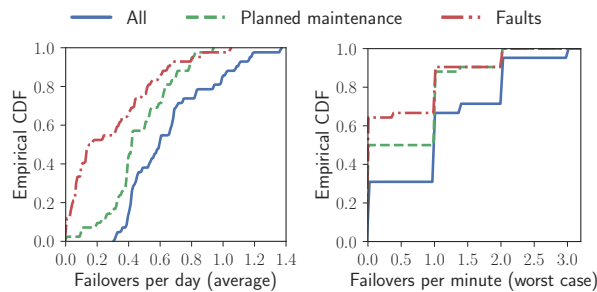 All Planned maintenance Faults
Empirical CDF
1.0
0.8
0.6
0.4
0.2
0.0
0.0 0.2 0.4 0.6 0.8 1.0 1.2 1.4
Failovers per day (average)
Empirical CDF
1.0
0.8
0.6
0.4
0.2
0.0
0.0 0.5 1.0 1.5 2.0 2.5 3.0
Failovers per minute (worst case)